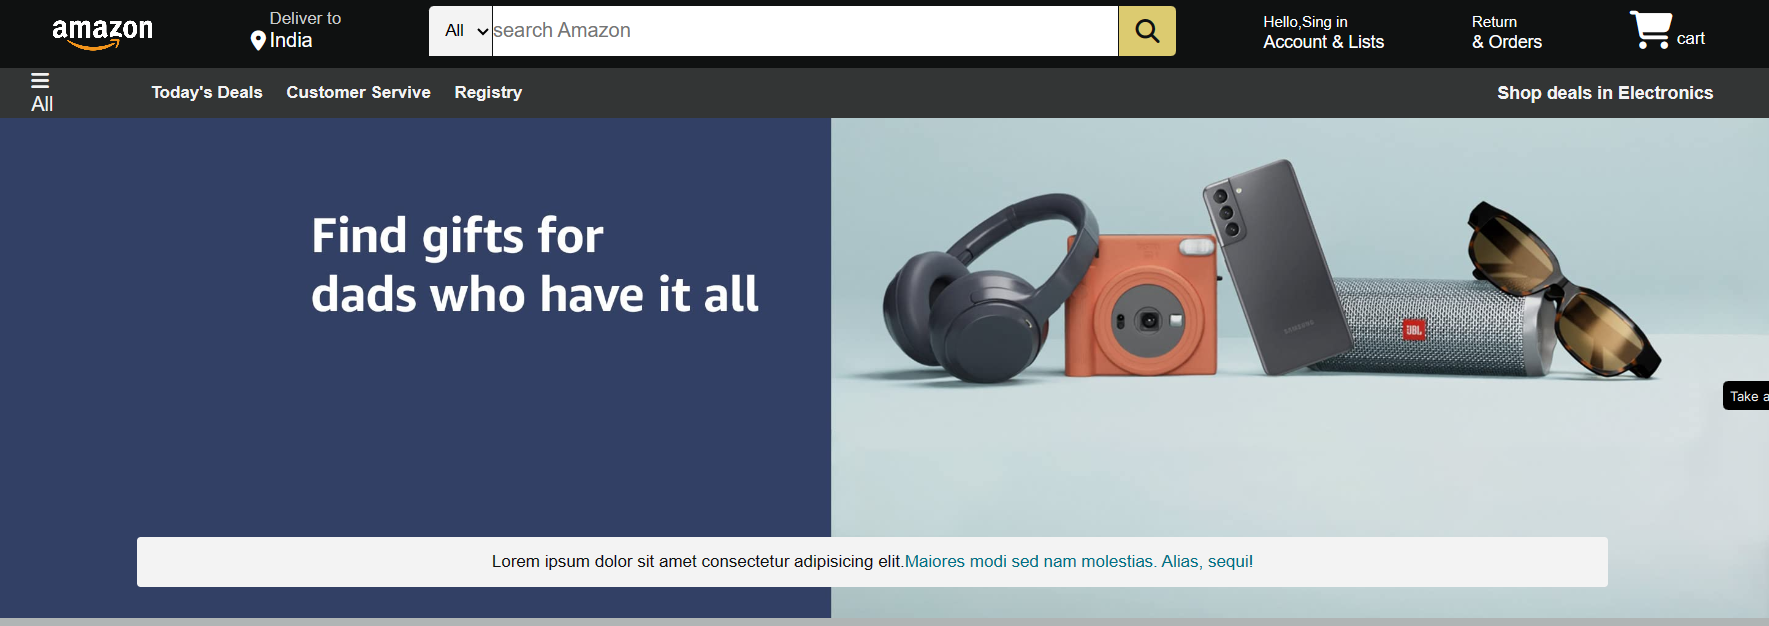 amazon
Deliver to
India
All
search Amazon
Hello,Sing in
Account & Lists
Return
& Orders
cart
All
Today's Deals
Customer Servive
Registry
Shop deals in Electronics
Find gifts for
dads who have it all
SAMSUNG
JBL
Take a
Lorem ipsum dolor sit amet consectetur adipisicing elit.Maiores modi sed nam molestias. Alias, sequi!